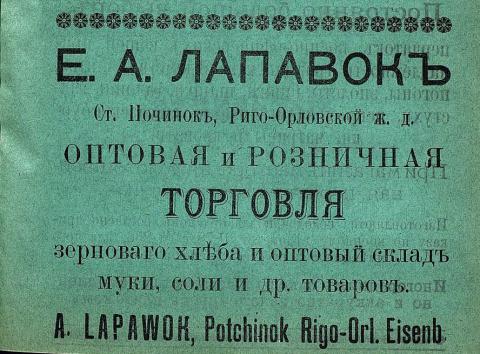 Е. А. ЛАПАВОКЪ
Ст. Починокъ, Риго-Орловской ж. д.
ОПТОВАЯ и РОЗНИЧНАЯ
ТОРГОВЛЯ
зерноваго хлѣба и оптовый складъ
муки, соли и др. товаровъ.
A. LAPAWOK, Potchinok Rigo-Orl. Eisenb.